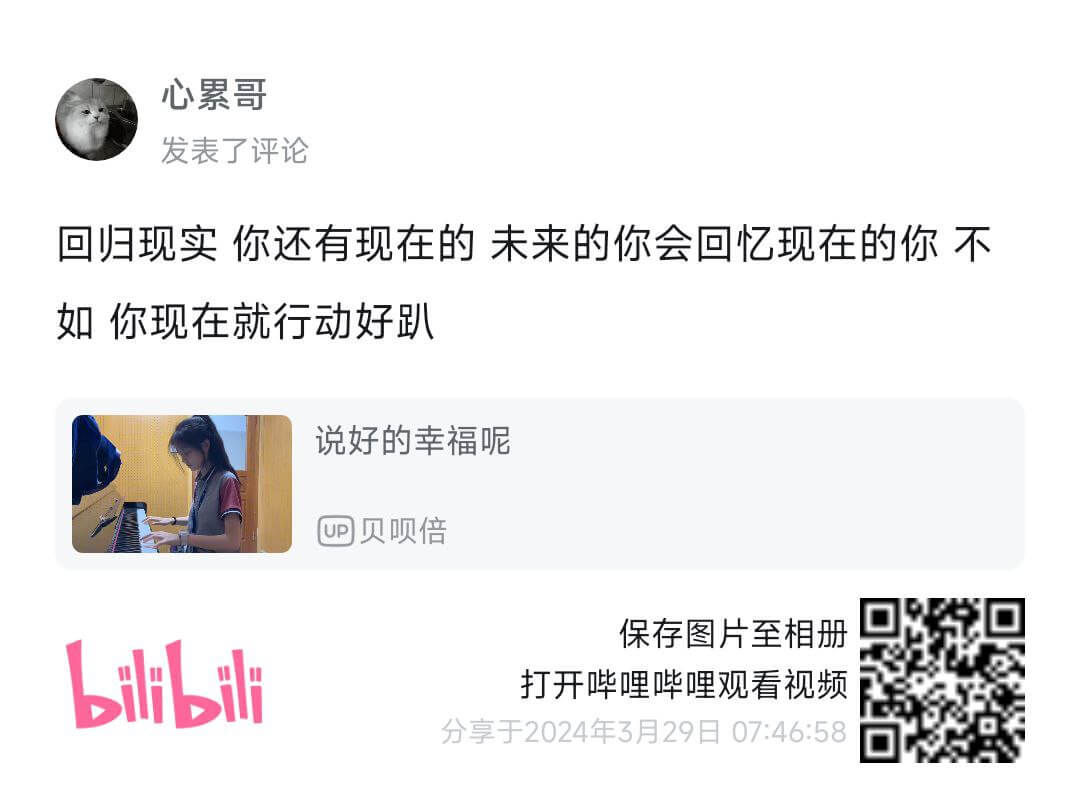 心累哥
发表了评论
回归现实 你还有现在的 未来的你会回忆现在的你 不
如 你现在就行动好趴
说好的幸福呢
UP贝呗倍
保存图片至相册
打开哔哩哔哩观看视频
分享于2024年3月29日 07:46:58
bilibili